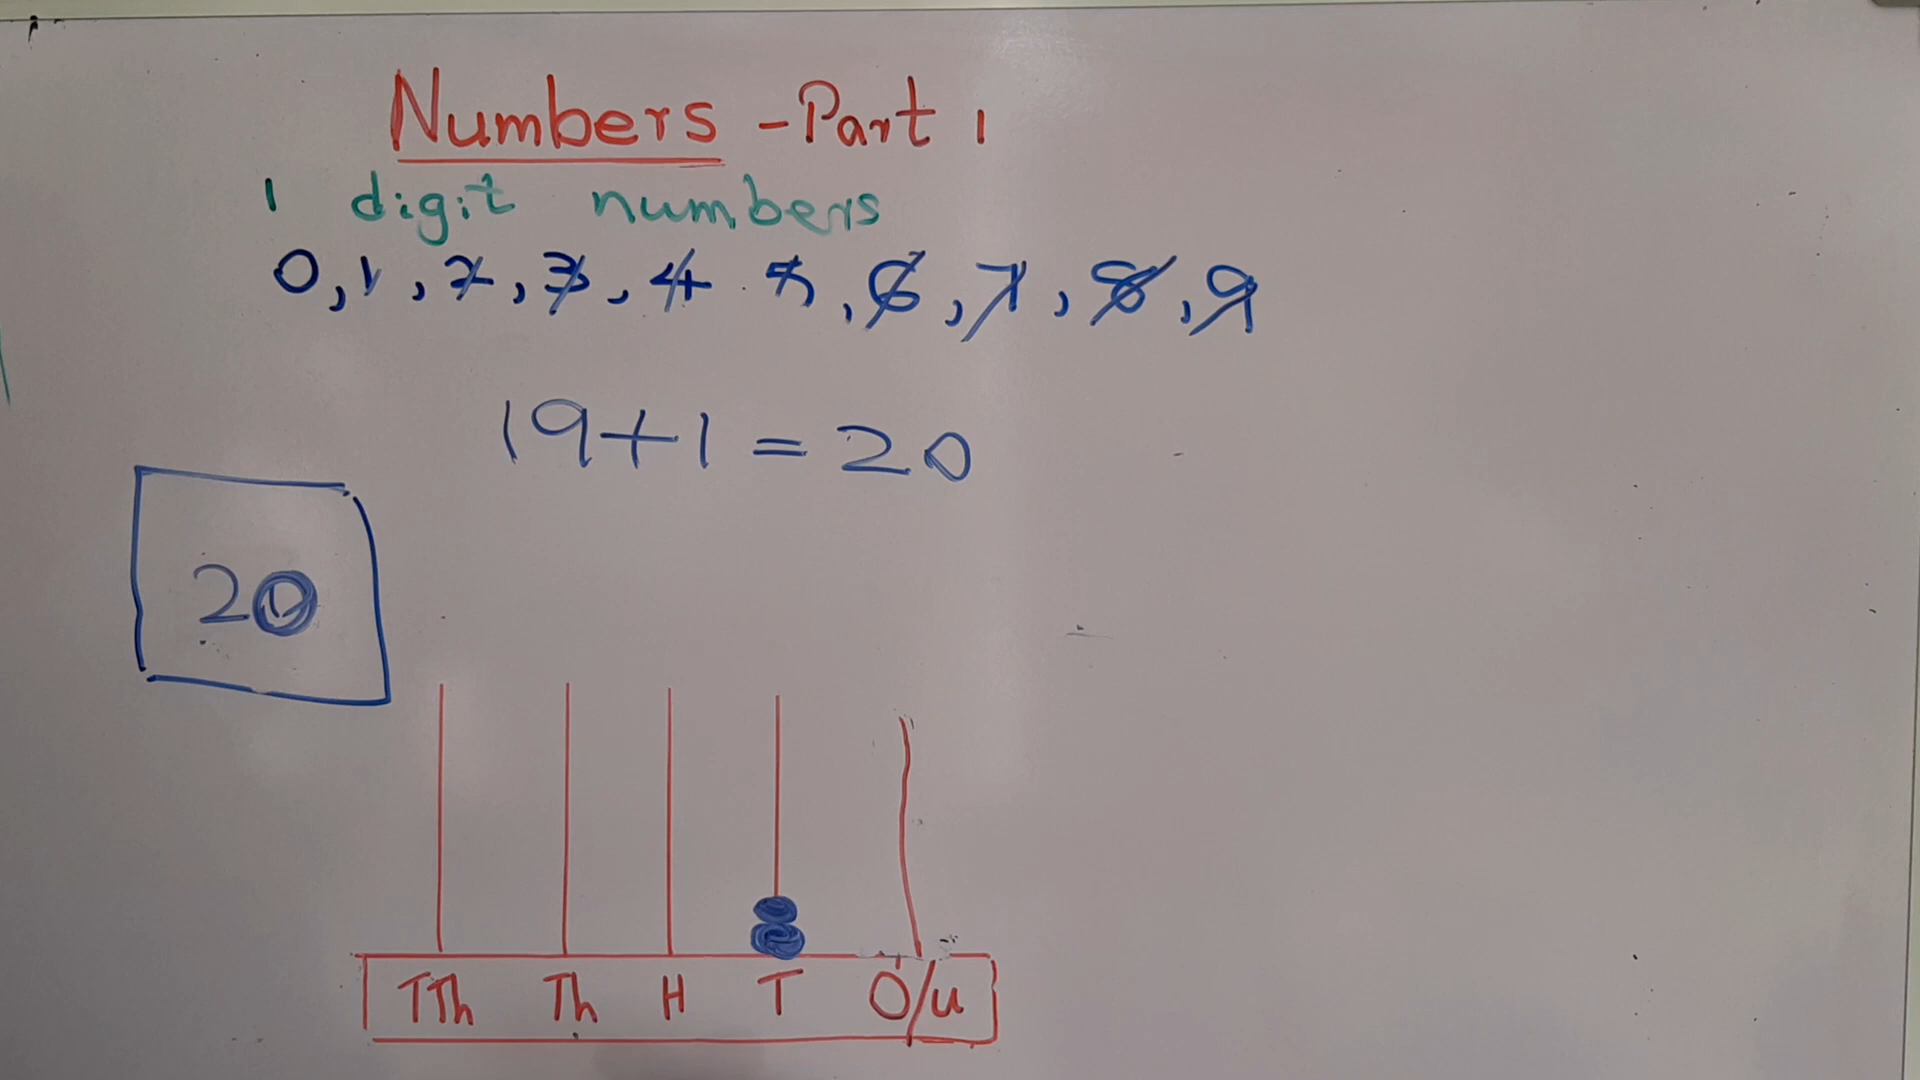 Numbers - Part 1
1 digit numbers
0, 1, 2, 3, 4 5, 6, 7, 8, 9
19+1 = 20
20
TTh Th H T O/u